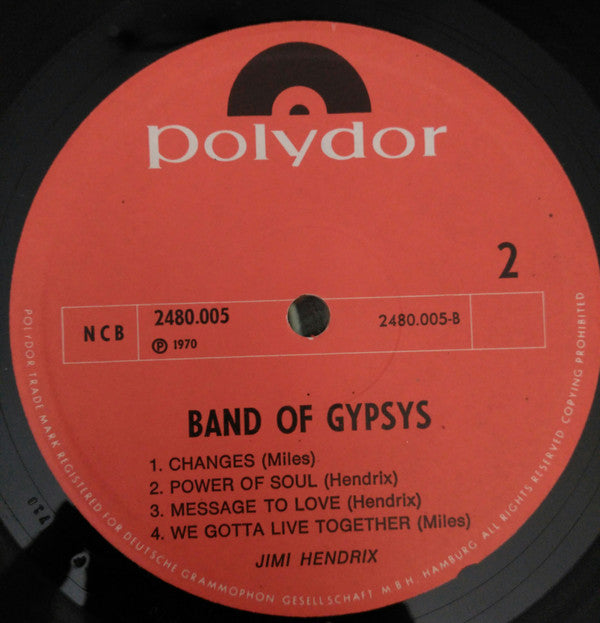 polydor
2
NCB
2480.005
℗ 1970
2480.005-B
BAND OF GYPSYS
1. CHANGES (Miles)
2. POWER OF SOUL (Hendrix)
3. MESSAGE TO LOVE (Hendrix)
4. WE GOTTA LIVE TOGETHER (Miles)
JIMI HENDRIX
POLYDOR TRADE MARK REGISTERED FOR DEUTSCHE GRAMMOPHON GESELLSCHAFT M.B.H. HAMBURG ALL RIGHTS RESERVED COPYING PROHIBITED